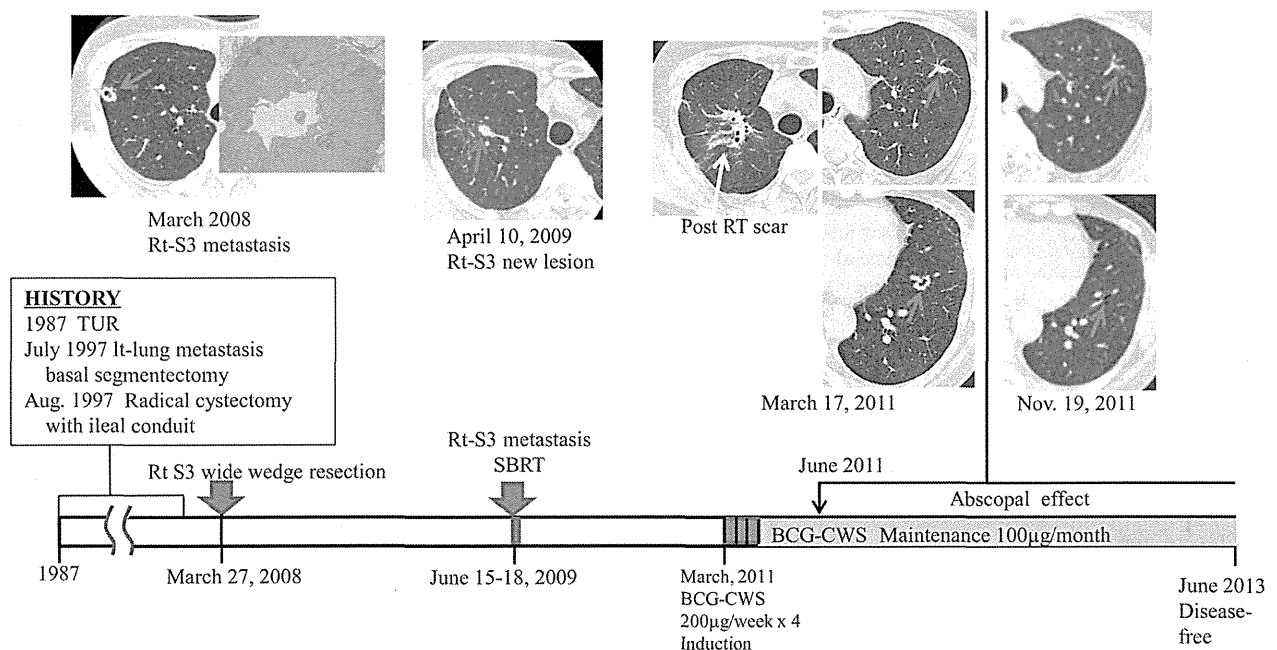 March 2008
Rt-S3 metastasis
April 10, 2009
Rt-S3 new lesion
Post RT scar
March 17, 2011
Nov. 19, 2011
HISTORY
1987 TUR
July 1997 lt-lung metastasis
basal segmentectomy
Aug. 1997 Radical cystectomy
with ileal conduit
Rt S3 wide wedge resection
Rt-S3 metastasis
SBRT
June 2011
Abscopal effect
BCG-CWS Maintenance 100μg/month
1987
March 27, 2008
June 15-18, 2009
March, 2011
BCG-CWS
200μg/week x 4
Induction
June 2013
Disease-
free